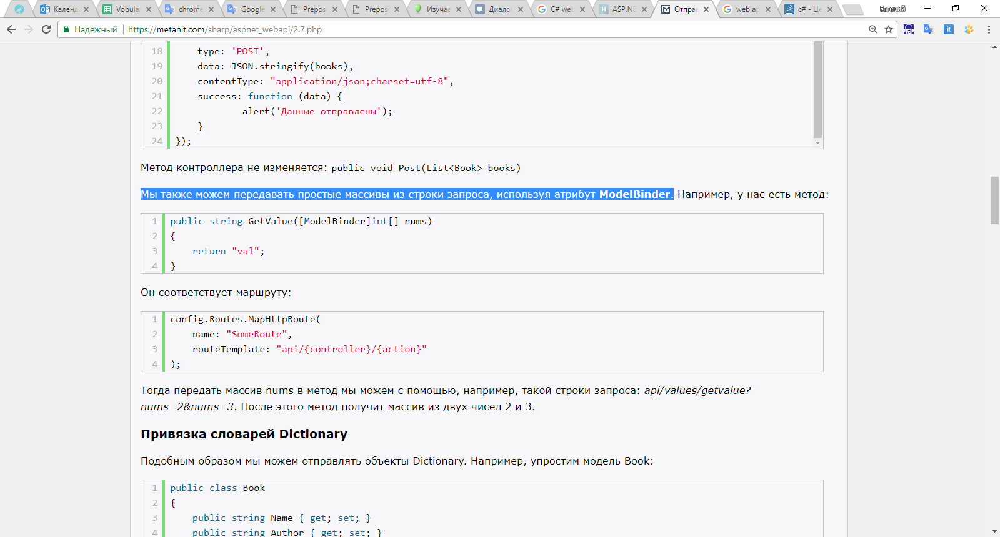 Календ
Vobula
chrome
Google
Prepos
Prepos
Изучае
Диалог
C# web
ASP.NE
Отправ
web ap
c# - Це
Евгений
Надежный https://metanit.com/sharp/aspnet_webapi/2.7.php
18 type: 'POST',
19 data: JSON.stringify(books),
20 contentType: "application/json;charset=utf-8",
21 success: function (data) {
22 alert('Данные отправлены');
23 }
24 });
Метод контроллера не изменяется: public void Post(List<Book> books)
Мы также можем передавать простые массивы из строки запроса, используя атрибут ModelBinder. Например, у нас есть метод:
1 public string GetValue([ModelBinder]int[] nums)
2 {
3 return "val";
4 }
Он соответствует маршруту:
1 config.Routes.MapHttpRoute(
2 name: "SomeRoute",
3 routeTemplate: "api/{controller}/{action}"
4 );
Тогда передать массив nums в метод мы можем с помощью, например, такой строки запроса: api/values/getvalue?
nums=2&nums=3. После этого метод получит массив из двух чисел 2 и 3.
Привязка словарей Dictionary
Подобным образом мы можем отправлять объекты Dictionary. Например, упростим модель Book:
1 public class Book
2 {
3 public string Name { get; set; }
4 public string Author { get; set; }